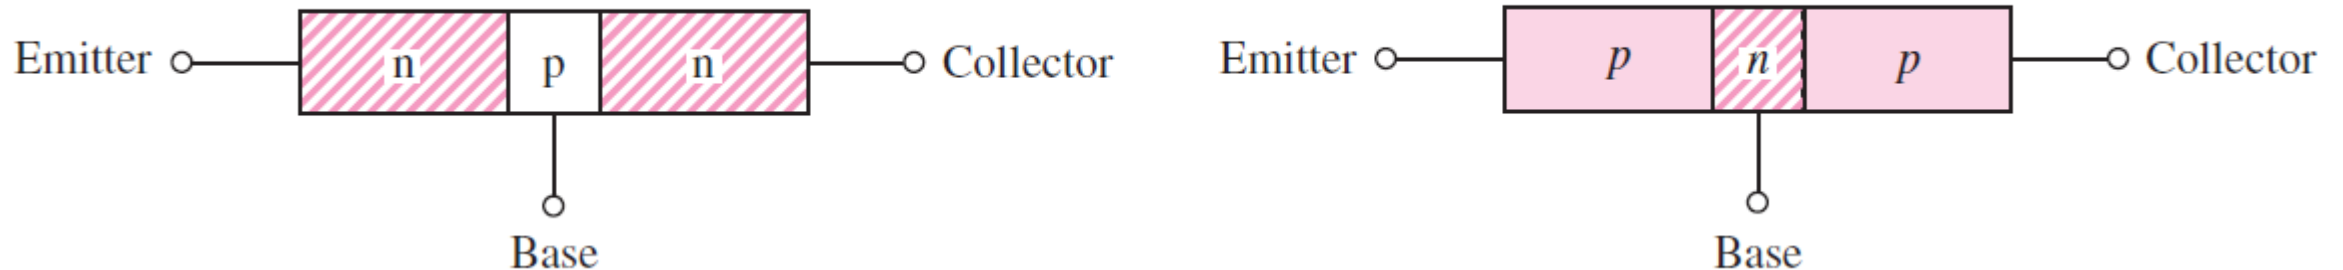 Emitter n p n Collector
Base
Emitter p n p Collector
Base